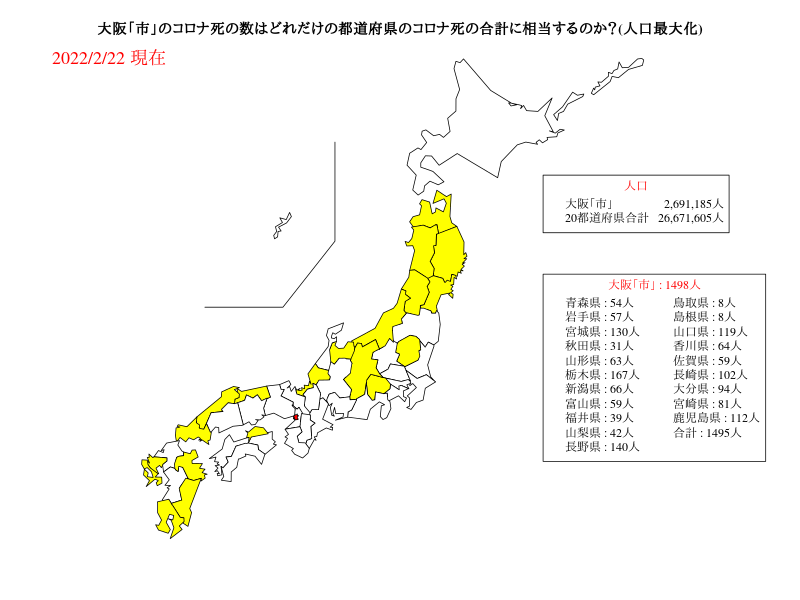 大阪「市」のコロナ死の数はどれだけの都道府県のコロナ死の合計に相当するのか?(人口最大化)
2022/2/22 現在
人口
大阪「市」 2,691,185人
20都道府県合計 26,671,605人
大阪「市」: 1498人
青森県 : 54人 鳥取県 : 8人
岩手県 : 57人 島根県 : 8人
宮城県 : 130人 山口県 : 119人
秋田県 : 31人 香川県 : 64人
山形県 : 63人 佐賀県 : 59人
栃木県 : 167人 長崎県 : 102人
新潟県 : 66人 大分県 : 94人
富山県 : 59人 宮崎県 : 81人
福井県 : 39人 鹿児島県 : 112人
山梨県 : 42人 合計 : 1495人
長野県 : 140人